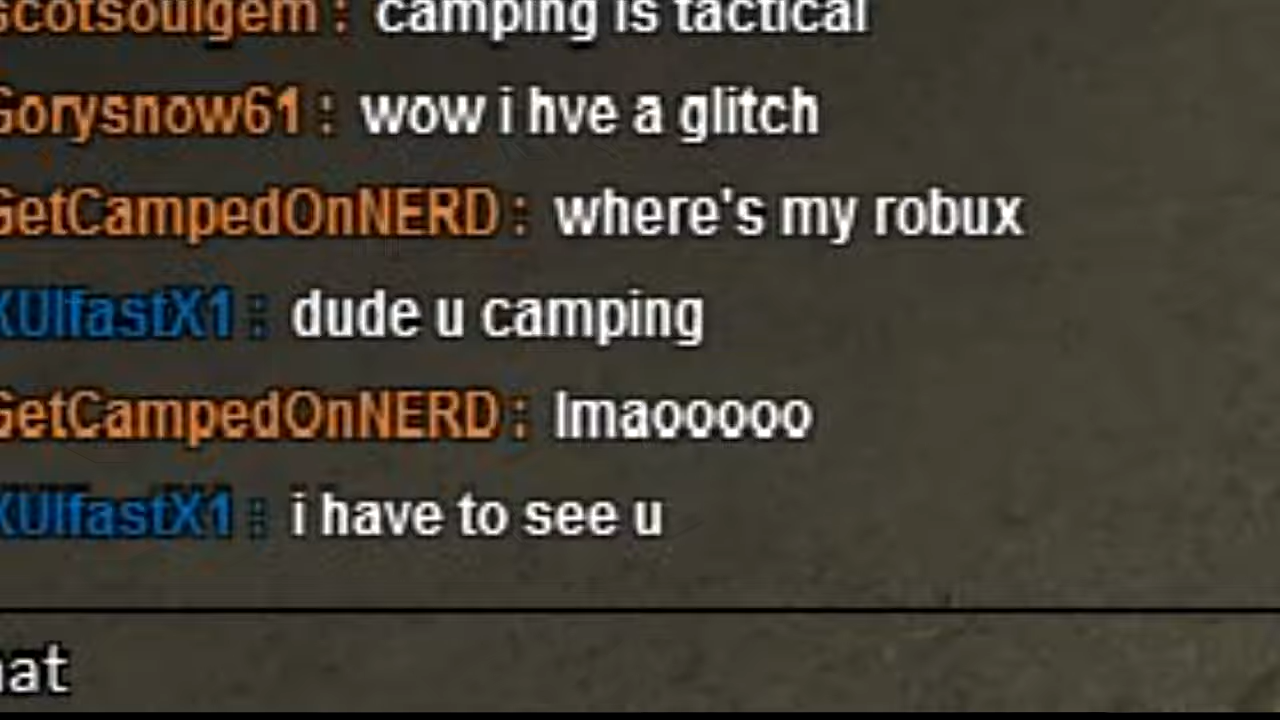 scotsoulgem : camping is tactical
Gorysnow61 : wow i hve a glitch
GetCampedOnNERD : where's my robux
XUlfastX1 : dude u camping
GetCampedOnNERD : lmaooooo
XUlfastX1 : i have to see u
hat